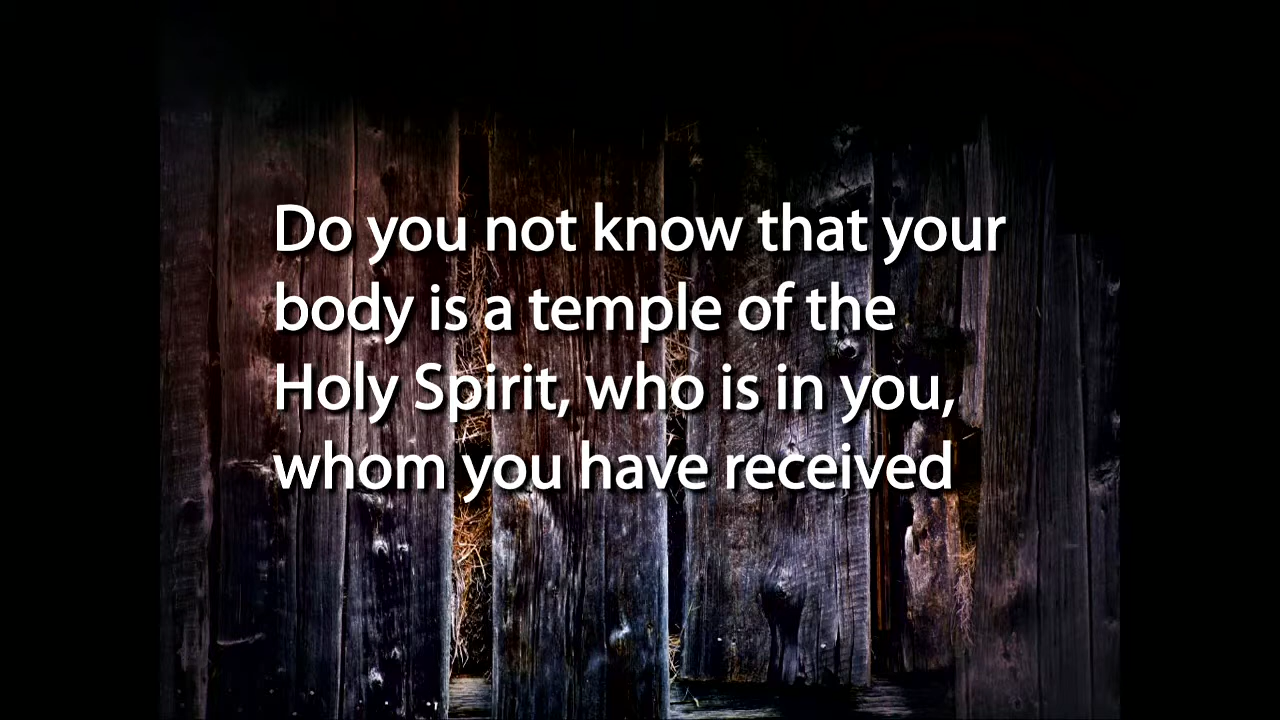 Do you not know that your
body is a temple of the
Holy Spirit, who is in you,
whom you have received